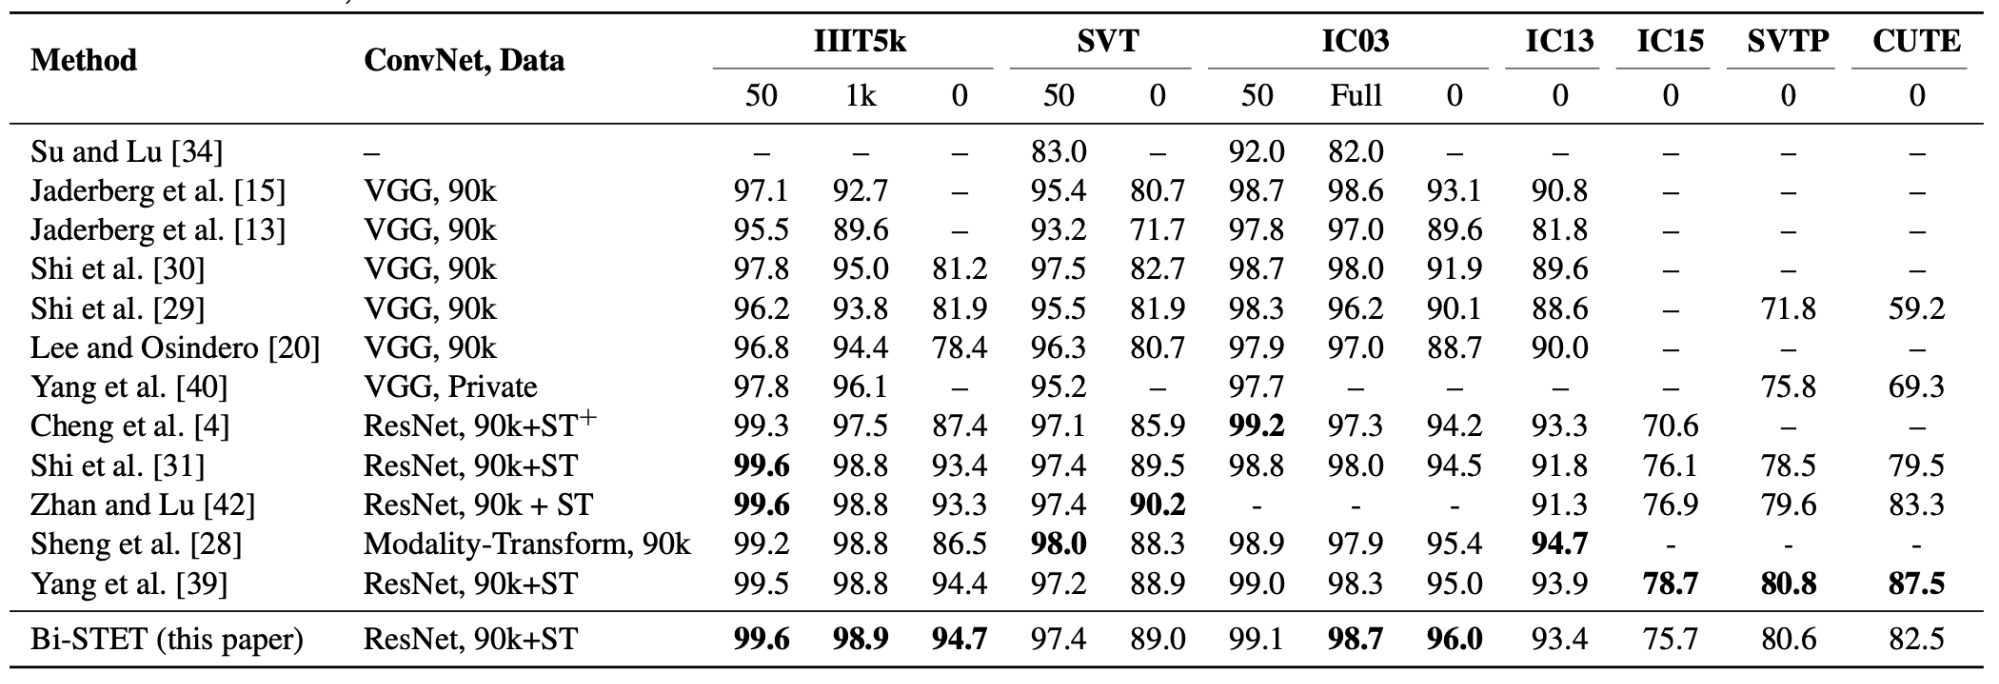 Method ConvNet, Data IIIT5k SVT IC03 IC13 IC15 SVTP CUTE
50 1k 0 50 0 50 Full 0 0 0 0 0
Su and Lu [34] – – – – 83.0 – 92.0 82.0 – – – – –
Jaderberg et al. [15] VGG, 90k 97.1 92.7 – 95.4 80.7 98.7 98.6 93.1 90.8 – – –
Jaderberg et al. [13] VGG, 90k 95.5 89.6 – 93.2 71.7 97.8 97.0 89.6 81.8 – – –
Shi et al. [30] VGG, 90k 97.8 95.0 81.2 97.5 82.7 98.7 98.0 91.9 89.6 – – –
Shi et al. [29] VGG, 90k 96.2 93.8 81.9 95.5 81.9 98.3 96.2 90.1 88.6 – 71.8 59.2
Lee and Osindero [20] VGG, 90k 96.8 94.4 78.4 96.3 80.7 97.9 97.0 88.7 90.0 – – –
Yang et al. [40] VGG, Private 97.8 96.1 – 95.2 – 97.7 – – – – 75.8 69.3
Cheng et al. [4] ResNet, 90k+ST+ 99.3 97.5 87.4 97.1 85.9 99.2 97.3 94.2 93.3 70.6 – –
Shi et al. [31] ResNet, 90k+ST 99.6 98.8 93.4 97.4 89.5 98.8 98.0 94.5 91.8 76.1 78.5 79.5
Zhan and Lu [42] ResNet, 90k + ST 99.6 98.8 93.3 97.4 90.2 - - - 91.3 76.9 79.6 83.3
Sheng et al. [28] Modality-Transform, 90k 99.2 98.8 86.5 98.0 88.3 98.9 97.9 95.4 94.7 - - -
Yang et al. [39] ResNet, 90k+ST 99.5 98.8 94.4 97.2 88.9 99.0 98.3 95.0 93.9 78.7 80.8 87.5
Bi-STET (this paper) ResNet, 90k+ST 99.6 98.9 94.7 97.4 89.0 99.1 98.7 96.0 93.4 75.7 80.6 82.5